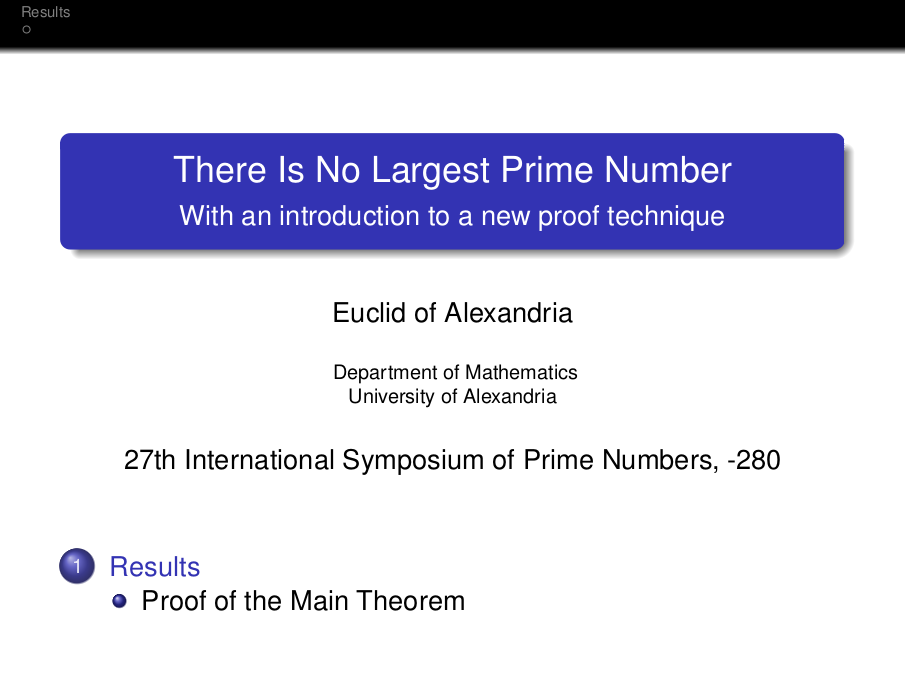 Results
There Is No Largest Prime Number
With an introduction to a new proof technique
Euclid of Alexandria
Department of Mathematics
University of Alexandria
27th International Symposium of Prime Numbers, -280
1 Results
Proof of the Main Theorem